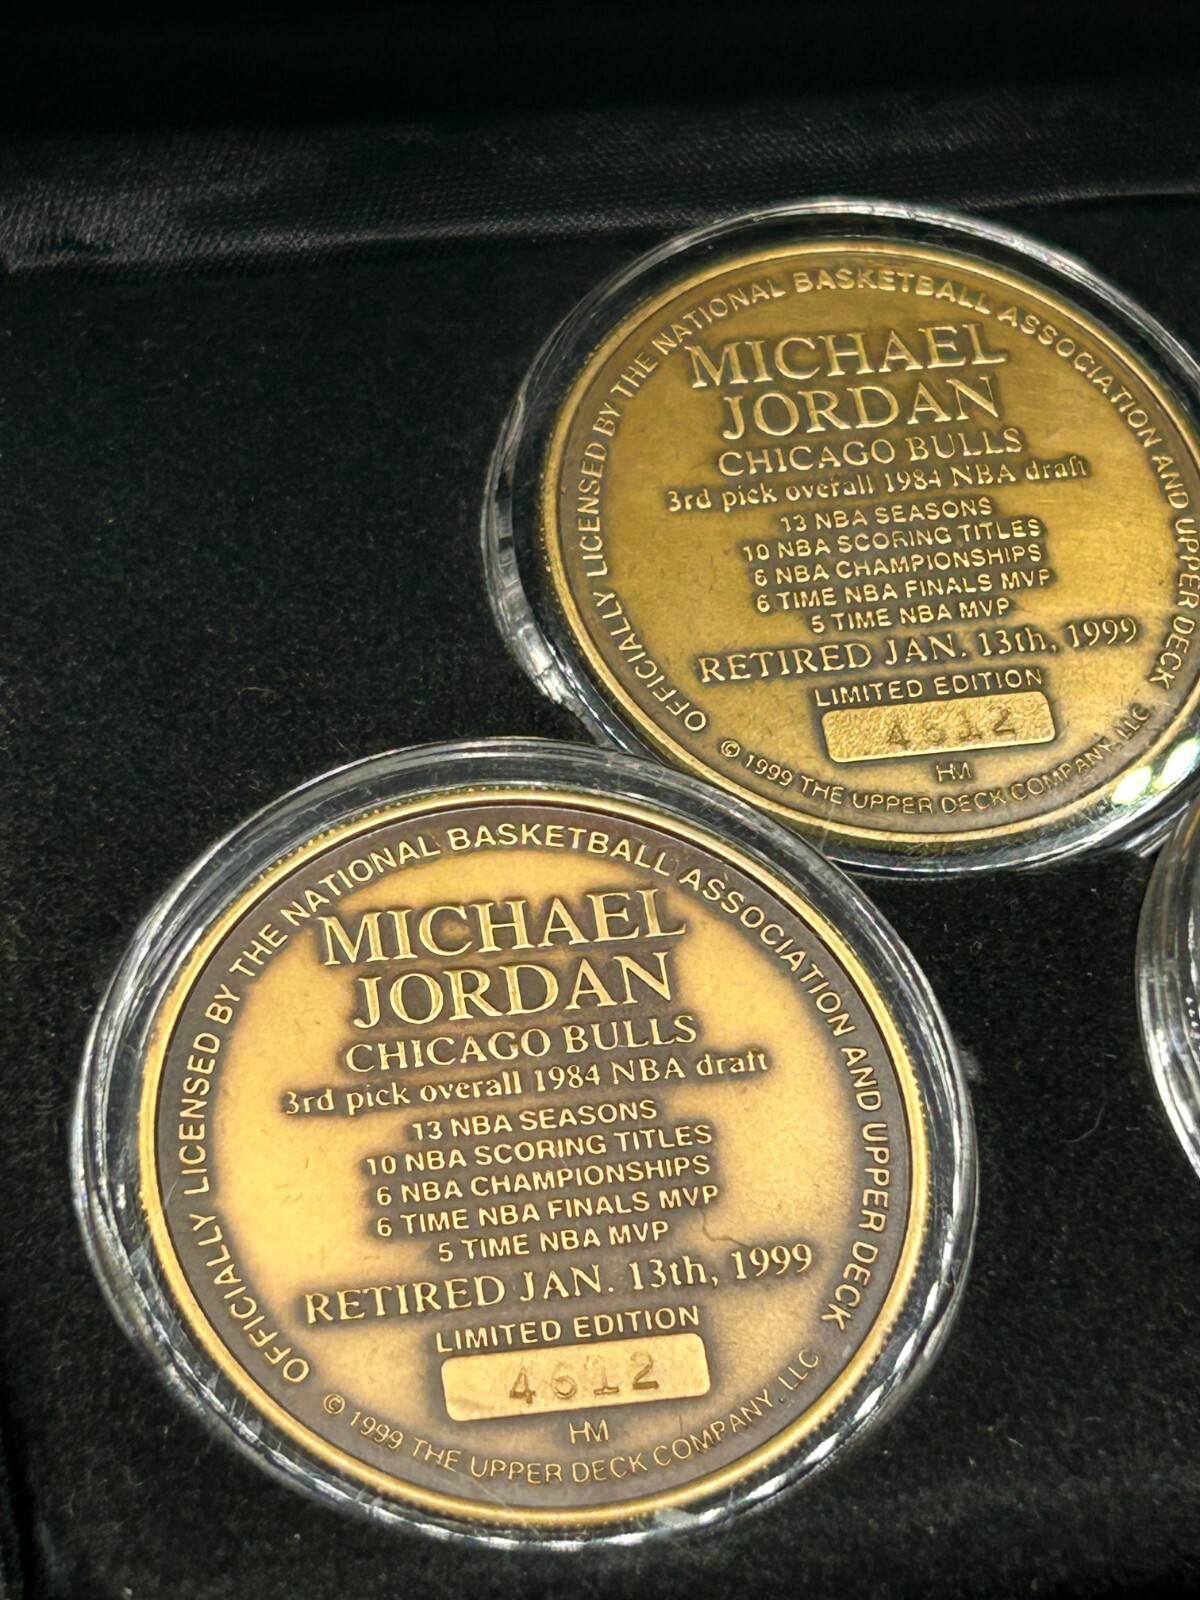 OFFICIALLY LICENSED BY THE NATIONAL BASKETBALL ASSOCIATION AND UPPER DECK
MICHAEL
JORDAN
CHICAGO BULLS
3rd pick overall 1984 NBA draft
13 NBA SEASONS
10 NBA SCORING TITLES
6 NBA CHAMPIONSHIPS
6 TIME NBA FINALS MVP
5 TIME NBA MVP
RETIRED JAN. 13th, 1999
LIMITED EDITION
4612
HM
© 1999 THE UPPER DECK COMPANY, LLC
OFFICIALLY LICENSED BY THE NATIONAL BASKETBALL ASSOCIATION AND UPPER DECK
MICHAEL
JORDAN
CHICAGO BULLS
3rd pick overall 1984 NBA draft
13 NBA SEASONS
10 NBA SCORING TITLES
6 NBA CHAMPIONSHIPS
6 TIME NBA FINALS MVP
5 TIME NBA MVP
RETIRED JAN. 13th, 1999
LIMITED EDITION
4612
HM
© 1999 THE UPPER DECK COMPANY, LLC